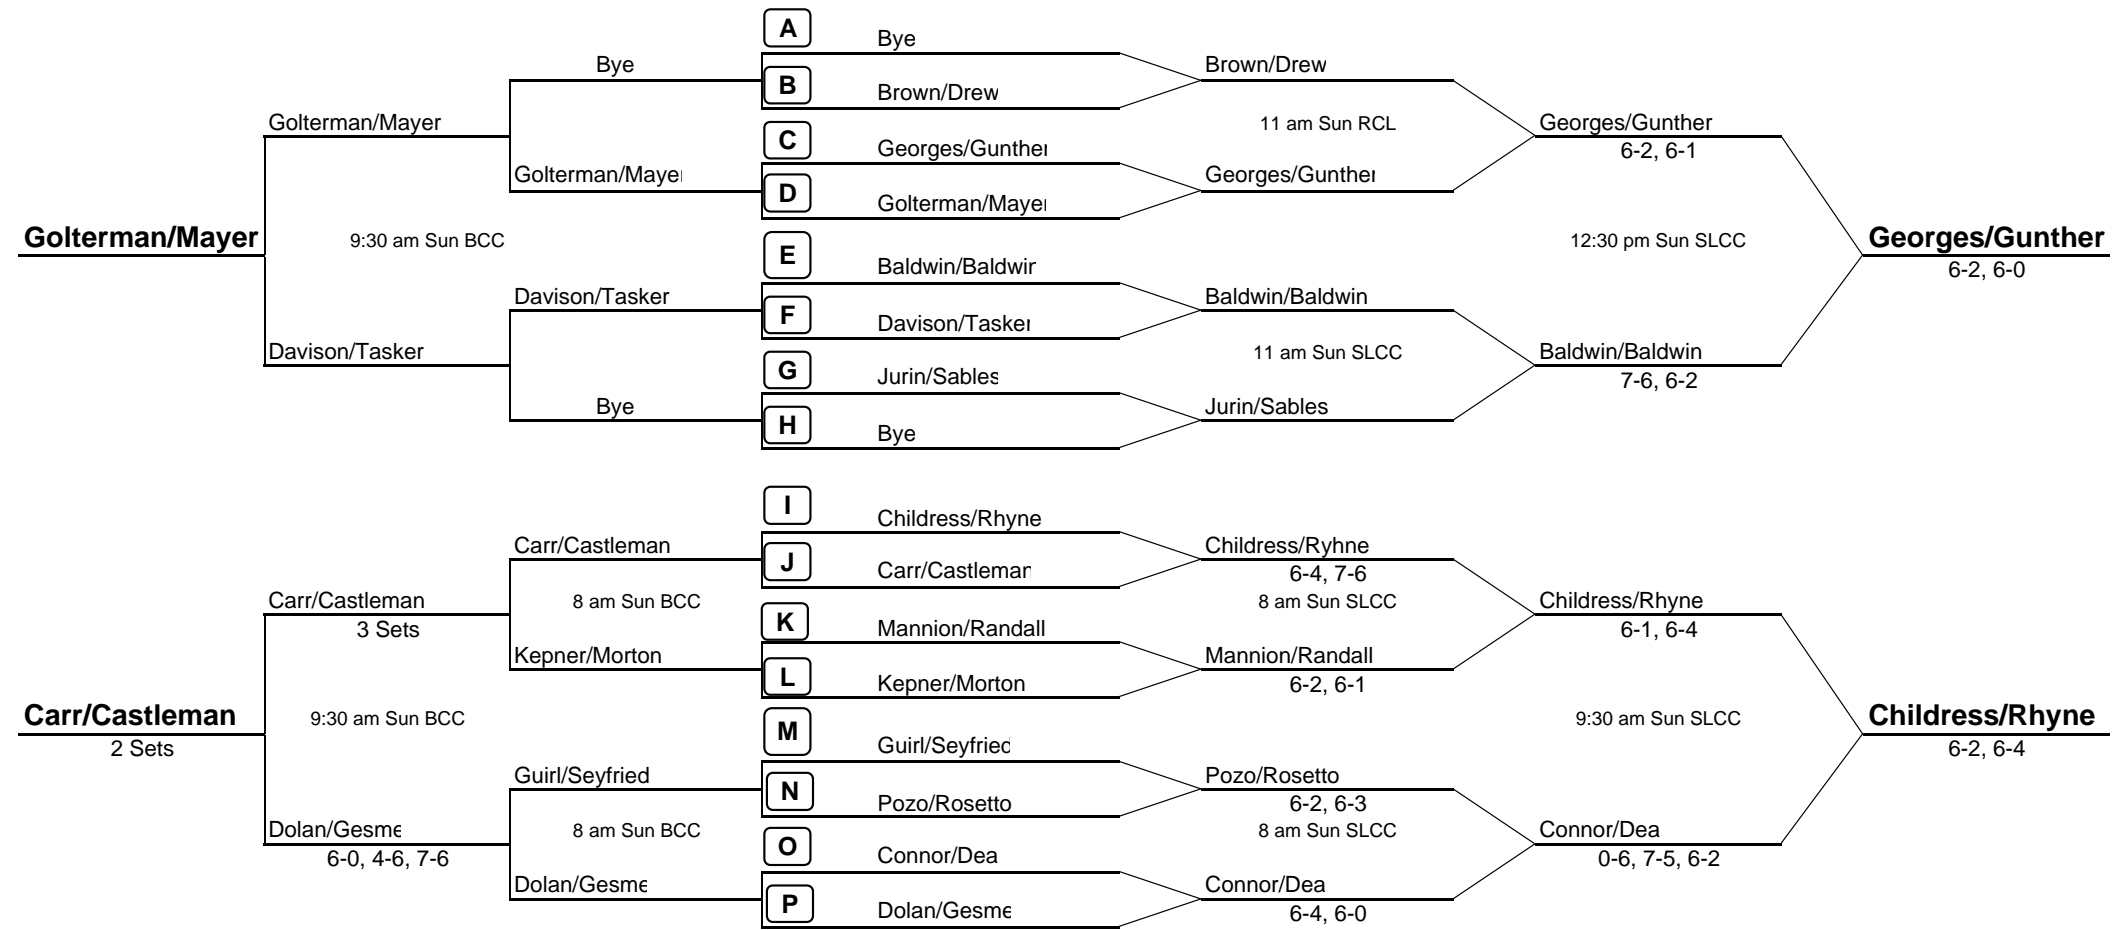 A
Bye
Bye
Brown/Drew
B
Brown/Drew
Golterman/Mayer
11 am Sun RCL
Georges/Gunther
C
Georges/Gunther
6-2, 6-1
Golterman/Mayer
Georges/Gunther
D
Golterman/Mayer
Golterman/Mayer
9:30 am Sun BCC
12:30 pm Sun SLCC
Georges/Gunther
6-2, 6-0
E
Baldwin/Baldwin
Davison/Tasker
Baldwin/Baldwin
F
Davison/Tasker
Davison/Tasker
11 am Sun SLCC
Baldwin/Baldwin
7-6, 6-2
G
Jurin/Sables
Bye
Jurin/Sables
H
Bye
I
Childress/Rhyne
Carr/Castleman
Childress/Ryhne
J
Carr/Castleman
6-4, 7-6
Carr/Castleman
8 am Sun BCC
8 am Sun SLCC
Childress/Rhyne
3 Sets
K
Mannion/Randall
6-1, 6-4
Kepner/Morton
Mannion/Randall
L
Kepner/Morton
6-2, 6-1
Carr/Castleman
9:30 am Sun BCC
9:30 am Sun SLCC
Childress/Rhyne
2 Sets
6-2, 6-4
M
Guirl/Seyfried
Guirl/Seyfried
Pozo/Rosetto
N
Pozo/Rosetto
6-2, 6-3
Dolan/Gesme
8 am Sun BCC
8 am Sun SLCC
Connor/Dea
6-0, 4-6, 7-6
O
Connor/Dea
0-6, 7-5, 6-2
Dolan/Gesme
Connor/Dea
P
Dolan/Gesme
6-4, 6-0